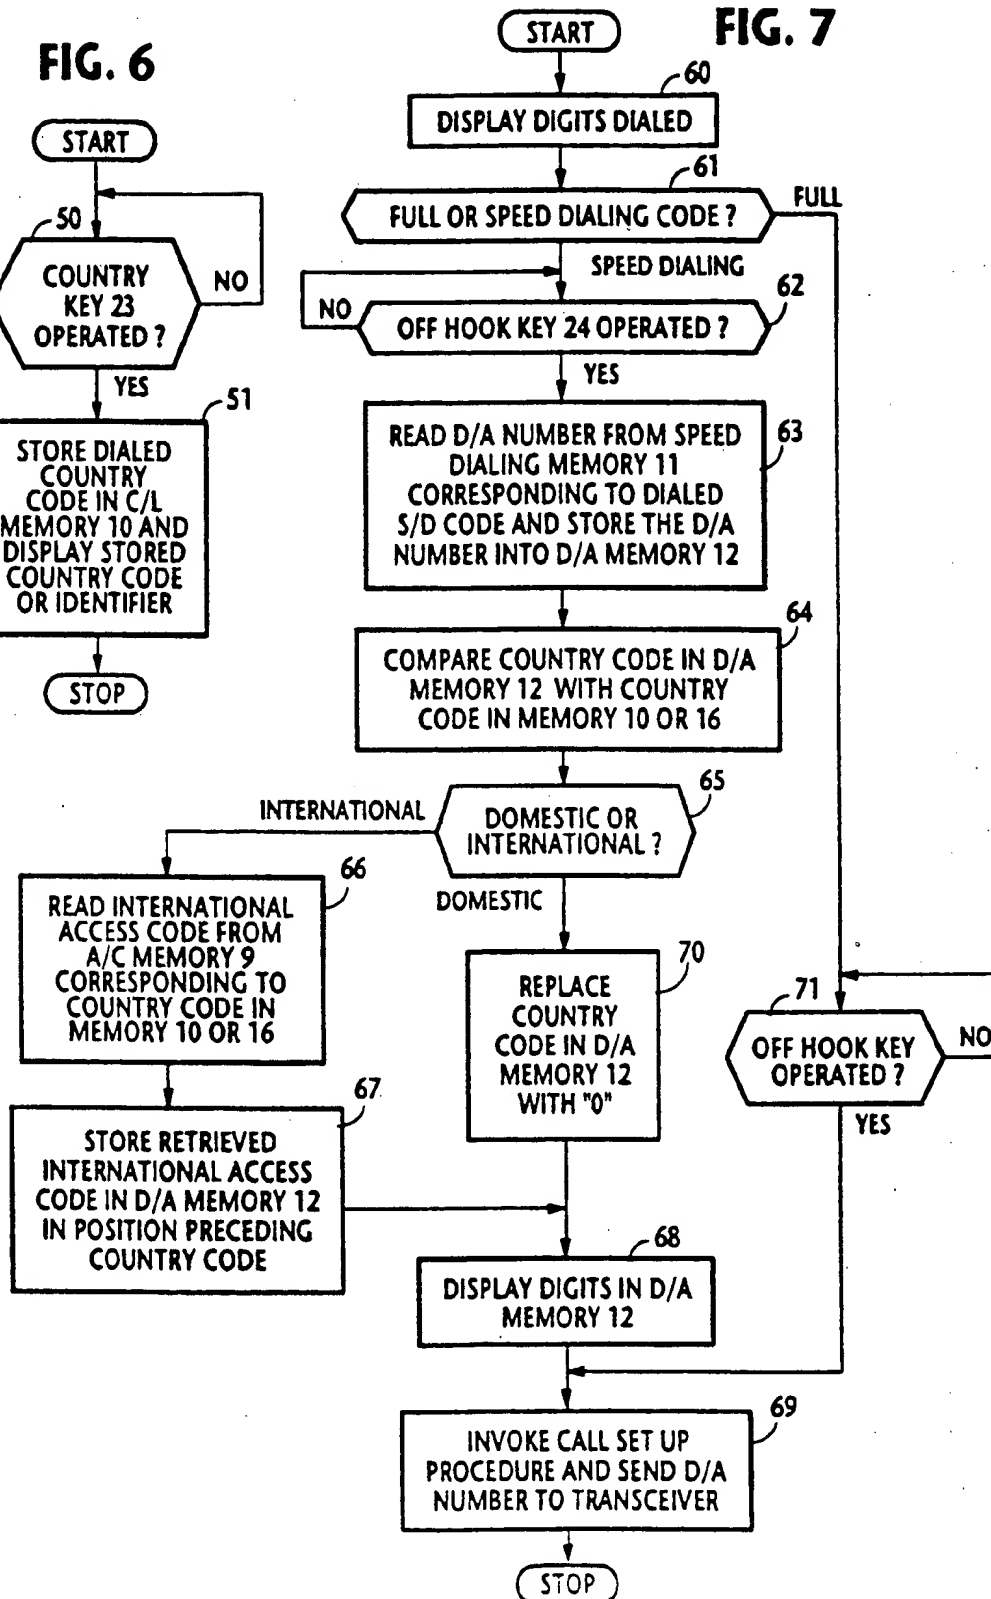 FIG. 6
START
50
COUNTRY
KEY 23
OPERATED ?
NO
YES
51
STORE DIALED
COUNTRY
CODE IN C/L
MEMORY 10 AND
DISPLAY STORED
COUNTRY CODE
OR IDENTIFIER
STOP
FIG. 7
START
60
DISPLAY DIGITS DIALED
61
FULL OR SPEED DIALING CODE ?
FULL
SPEED DIALING
62
NO
OFF HOOK KEY 24 OPERATED ?
YES
63
READ D/A NUMBER FROM SPEED
DIALING MEMORY 11
CORRESPONDING TO DIALED
S/D CODE AND STORE THE D/A
NUMBER INTO D/A MEMORY 12
64
COMPARE COUNTRY CODE IN D/A
MEMORY 12 WITH COUNTRY
CODE IN MEMORY 10 OR 16
65
INTERNATIONAL
DOMESTIC OR
INTERNATIONAL ?
DOMESTIC
66
READ INTERNATIONAL
ACCESS CODE FROM
A/C MEMORY 9
CORRESPONDING TO
COUNTRY CODE IN
MEMORY 10 OR 16
67
STORE RETRIEVED
INTERNATIONAL ACCESS
CODE IN D/A MEMORY 12
IN POSITION PRECEDING
COUNTRY CODE
70
REPLACE
COUNTRY
CODE IN D/A
MEMORY 12
WITH "0"
71
OFF HOOK KEY
OPERATED ?
NO
YES
68
DISPLAY DIGITS IN D/A
MEMORY 12
69
INVOKE CALL SET UP
PROCEDURE AND SEND D/A
NUMBER TO TRANSCEIVER
STOP